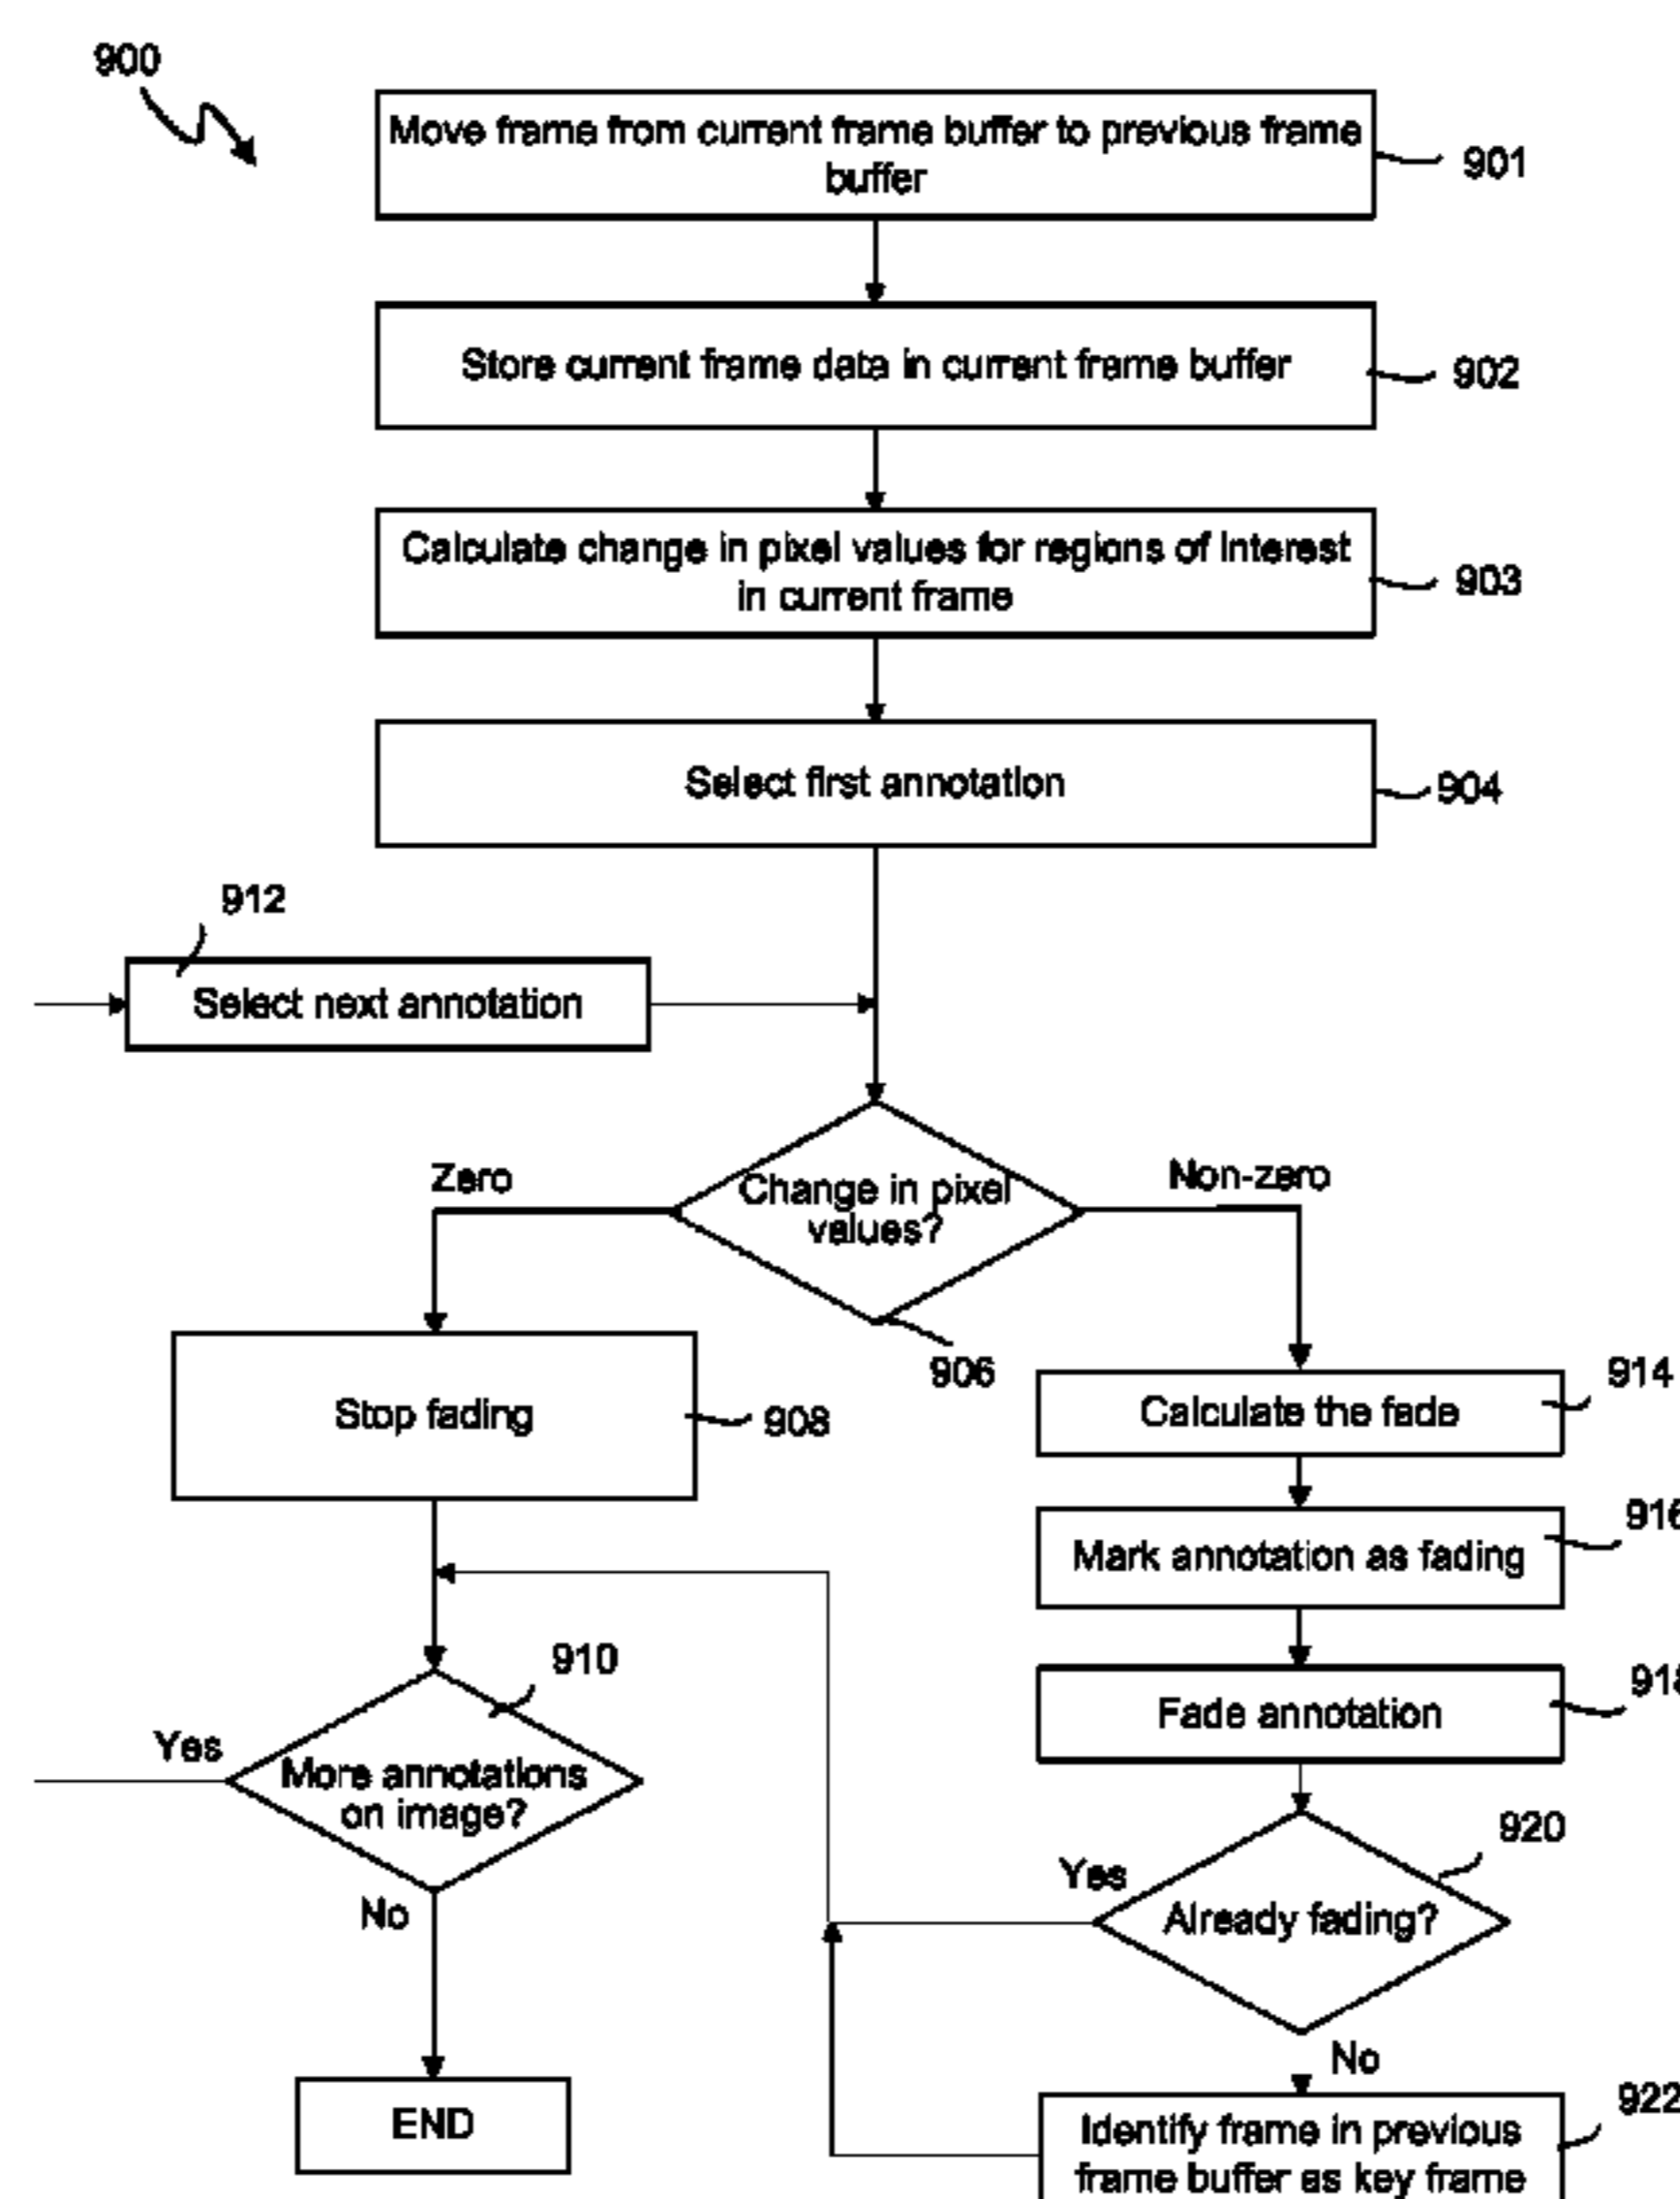 900
Move frame from current frame buffer to previous frame
buffer
901
Store current frame data in current frame buffer
902
Calculate change in pixel values for regions of interest
in current frame
903
Select first annotation
904
912
Select next annotation
Zero
Non-zero
Change in pixel
values?
906
Stop fading
908
914
Calculate the fade
916
Mark annotation as fading
918
Fade annotation
910
Yes
More annotations
on image?
No
920
Yes
Already fading?
No
END
922
Identify frame in previous
frame buffer as key frame